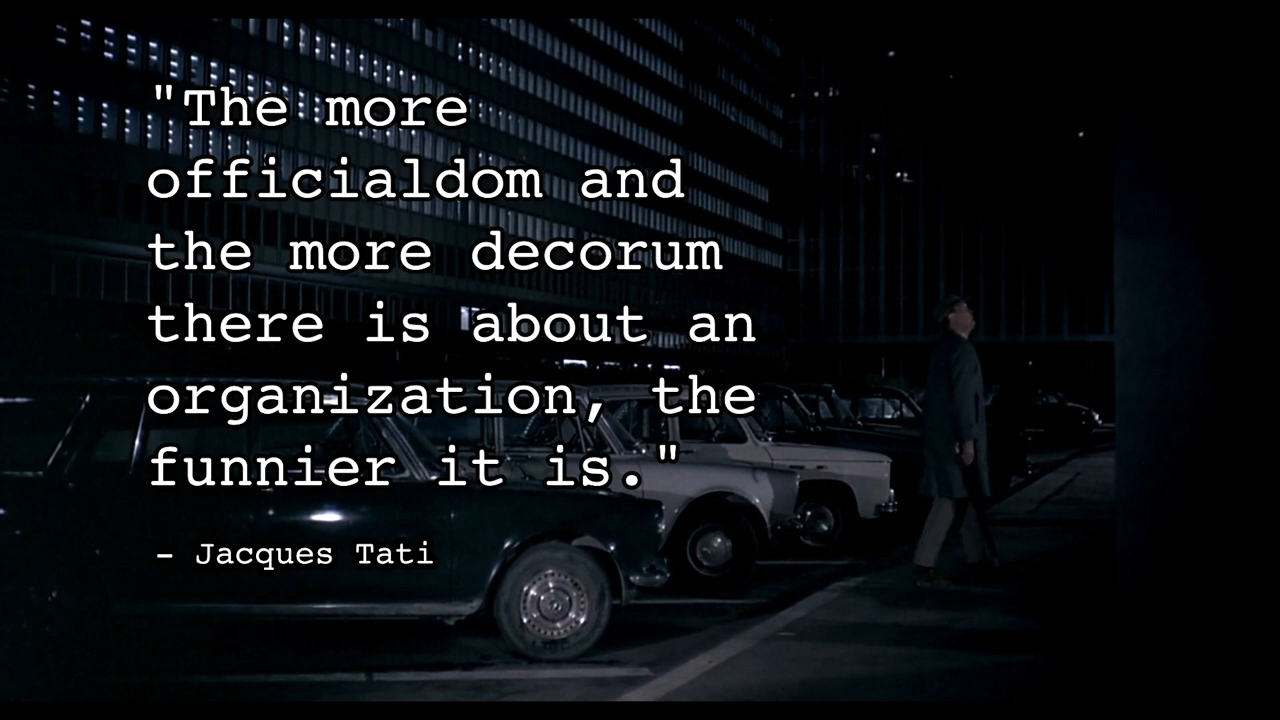 "The more
officialdom and
the more decorum
there is about an
organization, the
funnier it is."
- Jacques Tati